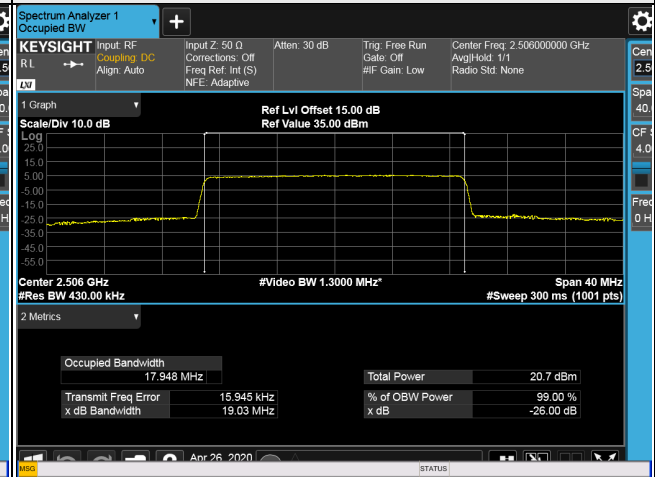 Spectrum Analyzer 1
Occupied BW
KEYSIGHT
R L
LXI
Input: RF
Coupling: DC
Align: Auto
Input Z: 50 Ω
Corrections: Off
Freq Ref: Int (S)
NFE: Adaptive
Atten: 30 dB
Trig: Free Run
Gate: Off
#IF Gain: Low
Center Freq: 2.506000000 GHz
Avg|Hold: 1/1
Radio Std: None
1 Graph
Scale/Div 10.0 dB
Ref Lvl Offset 15.00 dB
Ref Value 35.00 dBm
Log
25.0
15.0
5.00
-5.00
-15.0
-25.0
-35.0
-45.0
-55.0
Center 2.506 GHz
#Res BW 430.00 kHz
#Video BW 1.3000 MHz*
Span 40 MHz
#Sweep 300 ms (1001 pts)
2 Metrics
Occupied Bandwidth
17.948 MHz
Transmit Freq Error 15.945 kHz
x dB Bandwidth 19.03 MHz
Total Power 20.7 dBm
% of OBW Power 99.00 %
x dB -26.00 dB
Apr 26, 2020
MSG
STATUS